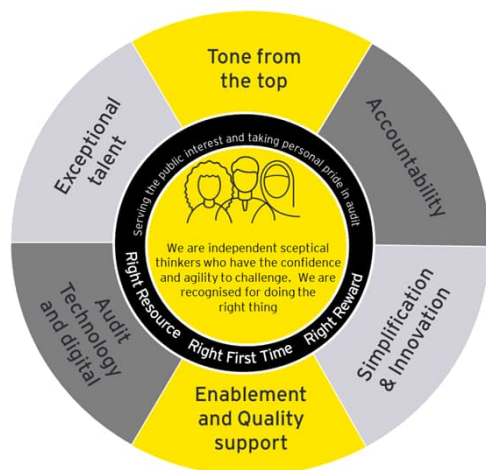 Tone from
the top
Accountability
Simplification
& Innovation
Enablement
and Quality
support
Audit
Technology
and digital
Exceptional
talent
Serving the public interest and taking personal pride in audit
We are independent sceptical
thinkers who have the confidence
and agility to challenge. We are
recognised for doing the
right thing
Right Resource
Right First Time
Right Reward